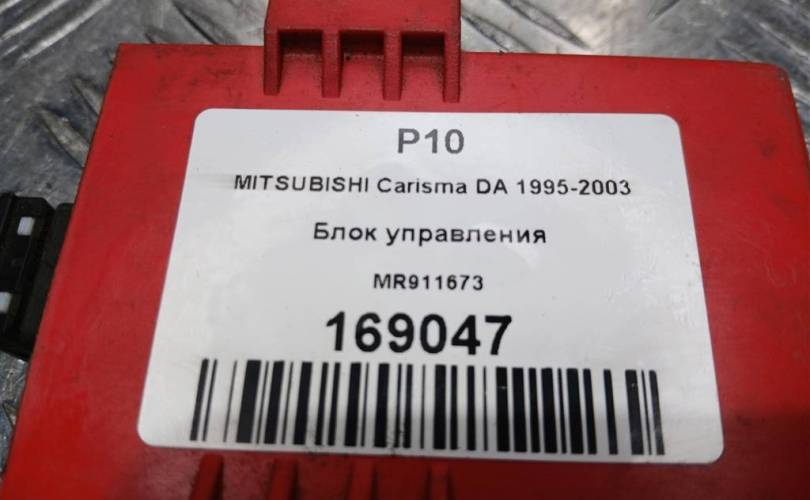 P10
MITSUBISHI Carisma DA 1995-2003
Блок управления
MR911673
169047